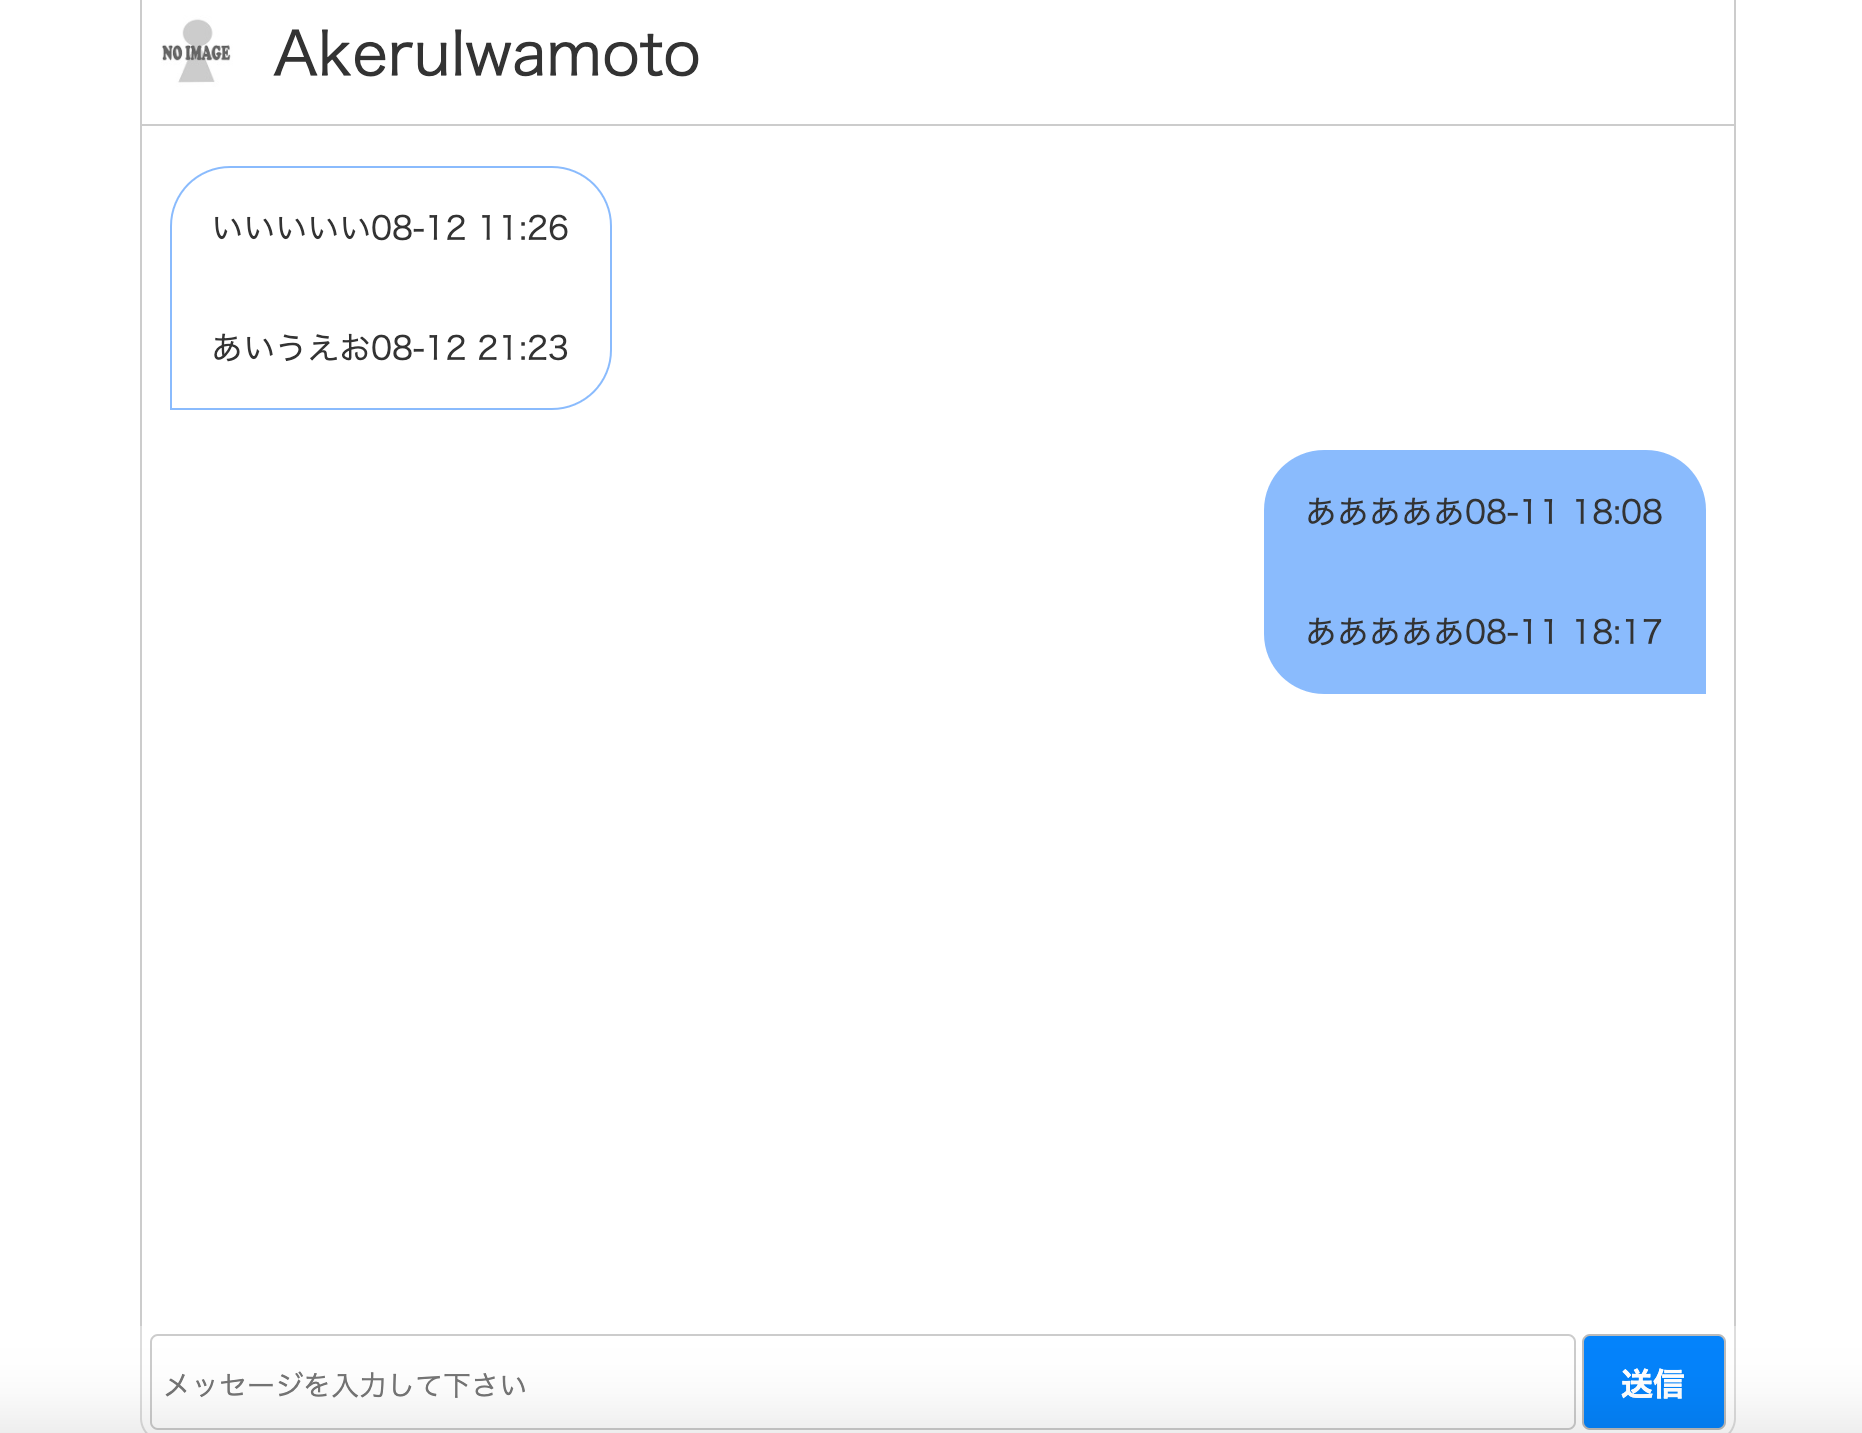 NO IMAGE
AkeruIwamoto
いいいいい08-12 11:26
あいうえお08-12 21:23
あああああ08-11 18:08
あああああ08-11 18:17
メッセージを入力して下さい
送信